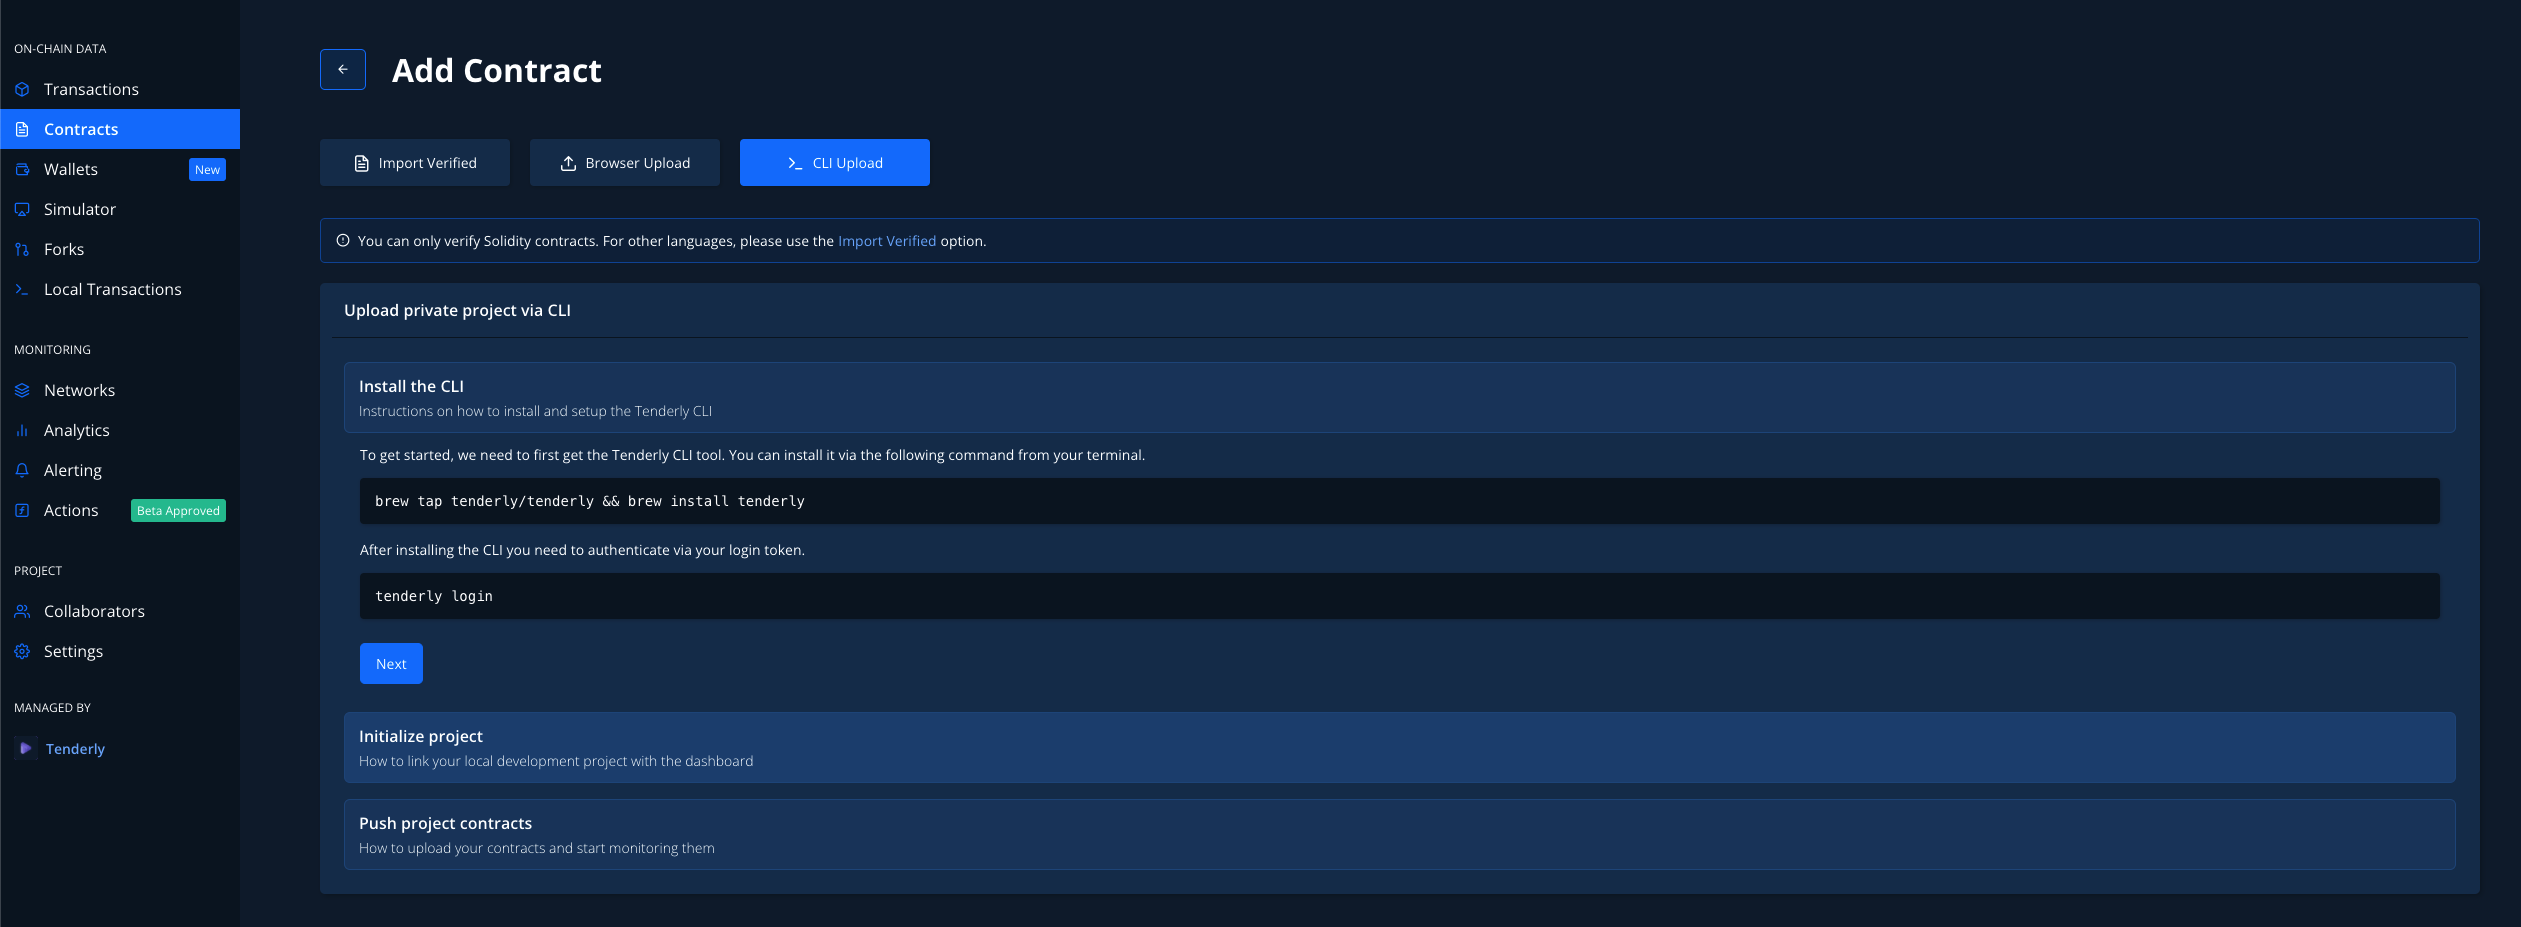 ON-CHAIN DATA
Transactions
Contracts
Wallets New
Simulator
Forks
Local Transactions
MONITORING
Networks
Analytics
Alerting
Actions Beta Approved
PROJECT
Collaborators
Settings
MANAGED BY
Tenderly
Add Contract
Import Verified
Browser Upload
CLI Upload
You can only verify Solidity contracts. For other languages, please use the Import Verified option.
Upload private project via CLI
Install the CLI
Instructions on how to install and setup the Tenderly CLI
To get started, we need to first get the Tenderly CLI tool. You can install it via the following command from your terminal.
brew tap tenderly/tenderly && brew install tenderly
After installing the CLI you need to authenticate via your login token.
tenderly login
Next
Initialize project
How to link your local development project with the dashboard
Push project contracts
How to upload your contracts and start monitoring them